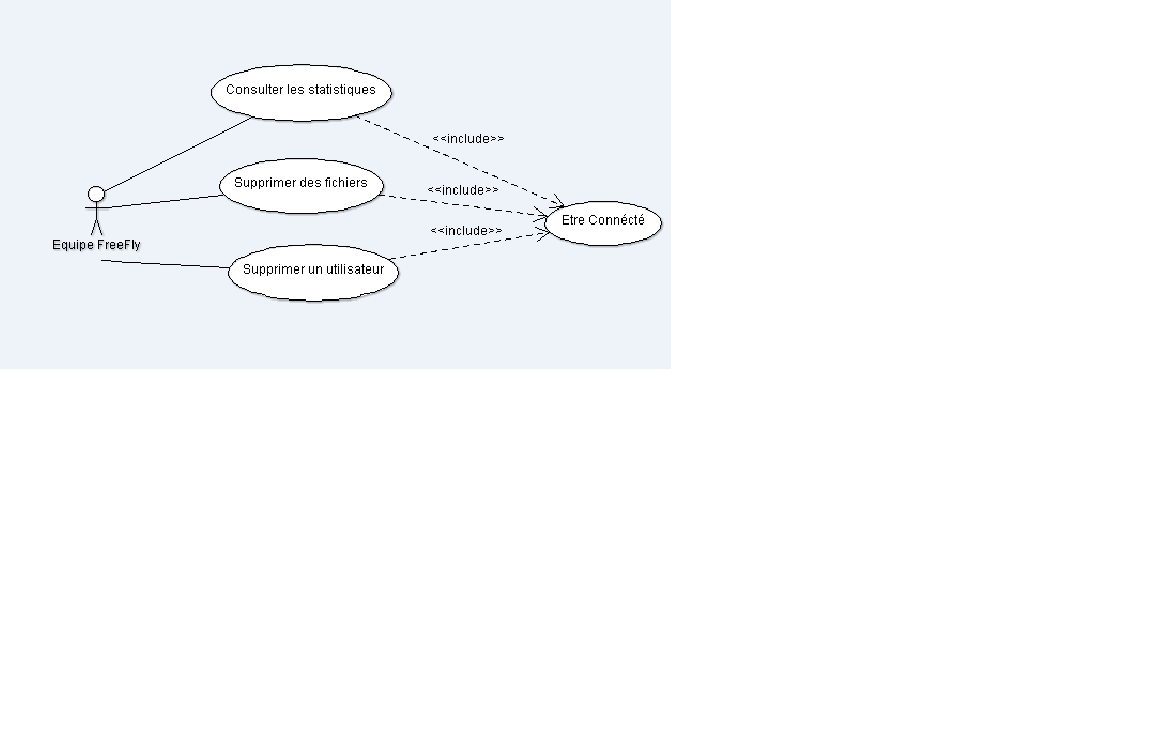 Consulter les statistiques
<<include>>
Supprimer des fichiers
<<include>>
Etre Connécté
<<include>>
Equipe FreeFly
Supprimer un utilisateur